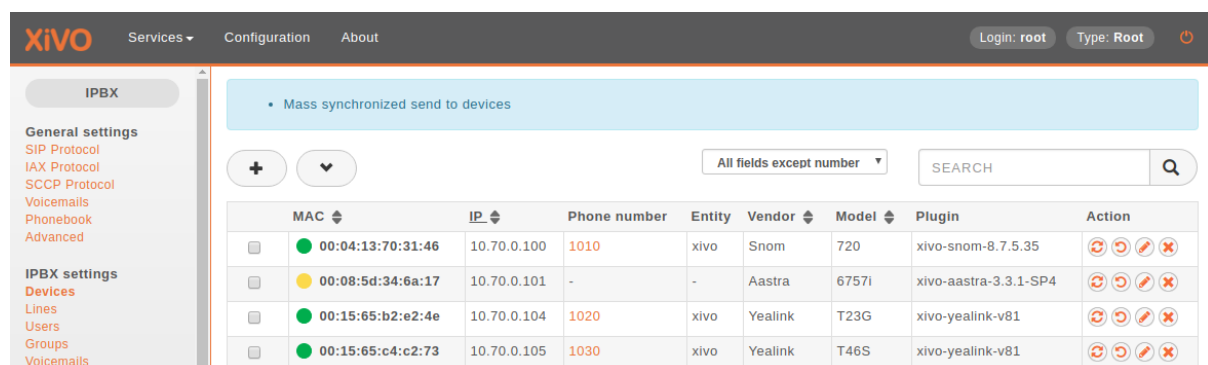 XiVO Services Configuration About Login: root Type: Root
IPBX
General settings
SIP Protocol
IAX Protocol
SCCP Protocol
Voicemails
Phonebook
Advanced
IPBX settings
Devices
Lines
Users
Groups
Voicemails
Mass synchronized send to devices
All fields except number SEARCH
MAC IP Phone number Entity Vendor Model Plugin Action
00:04:13:70:31:46 10.70.0.100 1010 xivo Snom 720 xivo-snom-8.7.5.35
00:08:5d:34:6a:17 10.70.0.101 - - Aastra 6757i xivo-aastra-3.3.1-SP4
00:15:65:b2:e2:4e 10.70.0.104 1020 xivo Yealink T23G xivo-yealink-v81
00:15:65:c4:c2:73 10.70.0.105 1030 xivo Yealink T46S xivo-yealink-v81